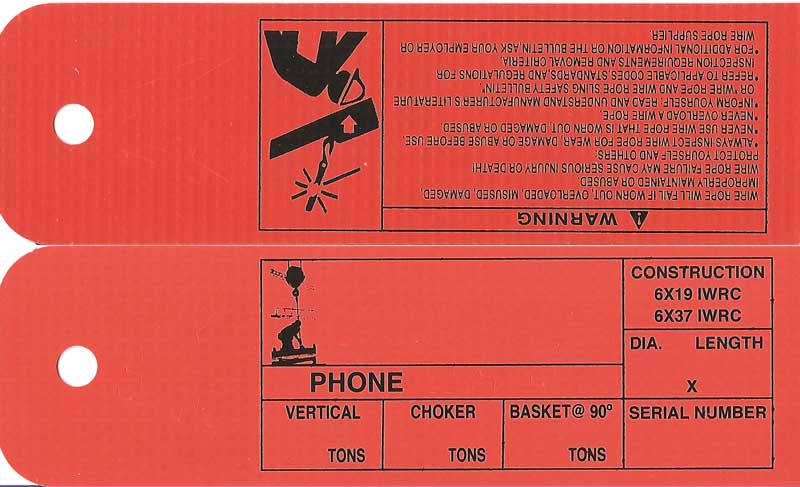 WARNING
WIRE ROPE WILL FAIL IF WORN OUT, OVERLOADED, MISUSED, DAMAGED,
IMPROPERLY MAINTAINED OR ABUSED.
WIRE ROPE FAILURE MAY CAUSE SERIOUS INJURY OR DEATH!
PROTECT YOURSELF AND OTHERS:
*ALWAYS INSPECT WIRE ROPE FOR WEAR, DAMAGE OR ABUSE BEFORE USE.
*NEVER USE WIRE ROPE THAT IS WORN OUT, DAMAGED OR ABUSED.
*NEVER OVERLOAD A WIRE ROPE.
*INFORM YOURSELF. READ AND UNDERSTAND MANUFACTURER'S LITERATURE
OR "WIRE ROPE AND WIRE ROPE SLING SAFETY BULLETIN".
*REFER TO APPLICABLE CODES, STANDARDS, AND REGULATIONS FOR
INSPECTION REQUIREMENTS AND REMOVAL CRITERIA.
*FOR ADDITIONAL INFORMATION OR THE BULLETIN, ASK YOUR EMPLOYER OR
WIRE ROPE SUPPLIER.
PHONE
CONSTRUCTION
6X19 IWRC
6X37 IWRC
DIA. LENGTH
X
VERTICAL
TONS
CHOKER
TONS
BASKET@ 90º
TONS
SERIAL NUMBER